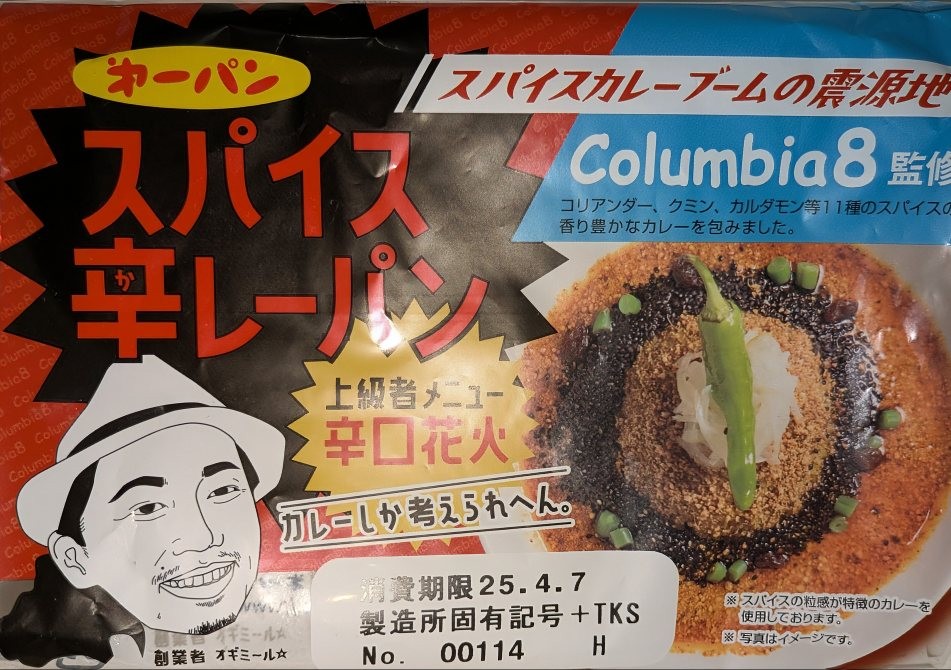 カーパン
スパイスカレーブームの震源地
スパイス
辛レーパン
か
Columbia8 監修
コリアンダー、クミン、カルダモン等11種のスパイスの
香り豊かなカレーを包みました。
上級者メニュー
辛口花火
カレーしか考えられへん。
消費期限25.4.7
製造所固有記号+TKS
No. 00114 H
※ スパイスの粒感が特徴のカレーを
使用しております。
※ 写真はイメージです。
創業者 オギミール☆